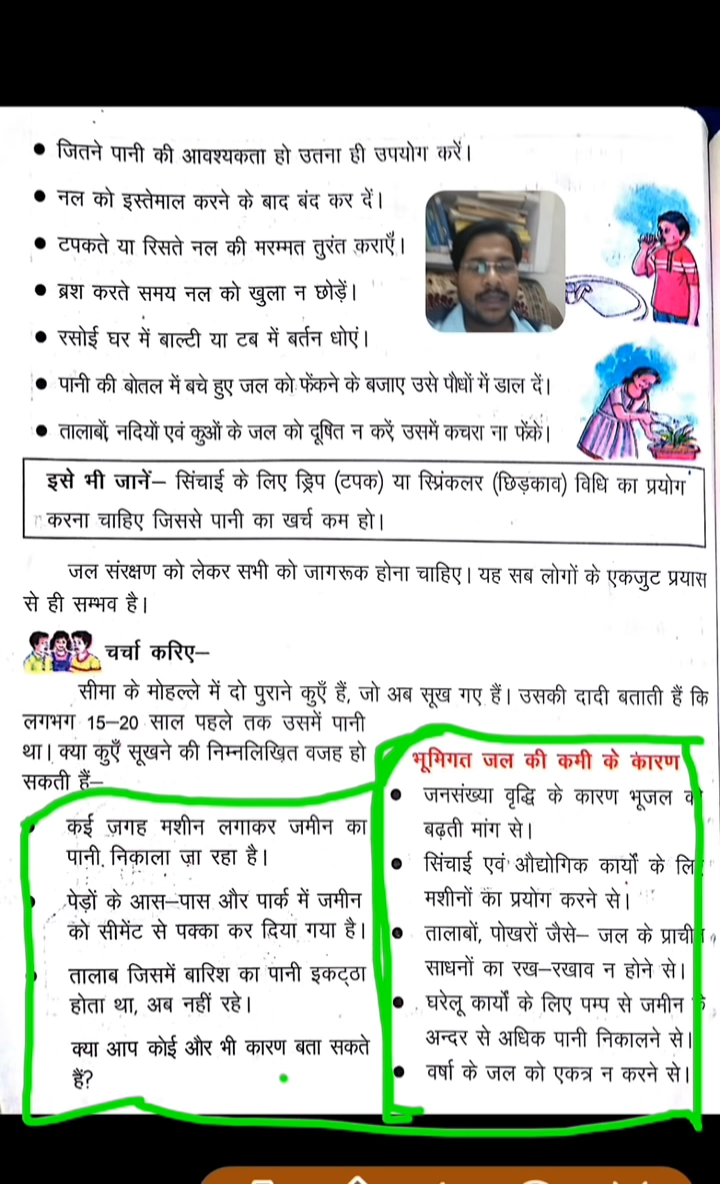 जितने पानी की आवश्यकता हो उतना ही उपयोग करें।
नल को इस्तेमाल करने के बाद बंद कर दें।
टपकते या रिसते नल की मरम्मत तुरंत कराएँ।
ब्रश करते समय नल को खुला न छोड़ें।
रसोई घर में बाल्टी या टब में बर्तन धोएं।
पानी की बोतल में बचे हुए जल को फेंकने के बजाए उसे पौधों में डाल दें।
तालाबों, नदियों एवं कुओं के जल को दूषित न करें उसमें कचरा ना फेंकें।
इसे भी जानें– सिंचाई के लिए ड्रिप (टपक) या स्प्रिंकलर (छिड़काव) विधि का प्रयोग
करना चाहिए जिससे पानी का खर्च कम हो।
जल संरक्षण को लेकर सभी को जागरूक होना चाहिए। यह सब लोगों के एकजुट प्रयास
से ही सम्भव है।
चर्चा करिए–
सीमा के मोहल्ले में दो पुराने कुएँ हैं, जो अब सूख गए हैं। उसकी दादी बताती हैं कि
लगभग 15–20 साल पहले तक उसमें पानी
था। क्या कुएँ सूखने की निम्नलिखित वजह हो
सकती हैं–
कई ज़गह मशीन लगाकर जमीन का
पानी निकाला जा रहा है।
पेड़ों के आस–पास और पार्क में जमीन
को सीमेंट से पक्का कर दिया गया है।
तालाब जिसमें बारिश का पानी इकट्ठा
होता था, अब नहीं रहे।
क्या आप कोई और भी कारण बता सकते
हैं?
भूमिगत जल की कमी के कारण
जनसंख्या वृद्धि के कारण भूजल
बढ़ती मांग से।
सिंचाई एवं औद्योगिक कार्यों के
मशीनों का प्रयोग करने से।
तालाबों, पोखरों जैसे– जल के
साधनों का रख–रखाव न होने से।
घरेलू कार्यों के लिए पम्प से जमीन
अन्दर से अधिक पानी निकालने से।
वर्षा के जल को एकत्र न करने से।